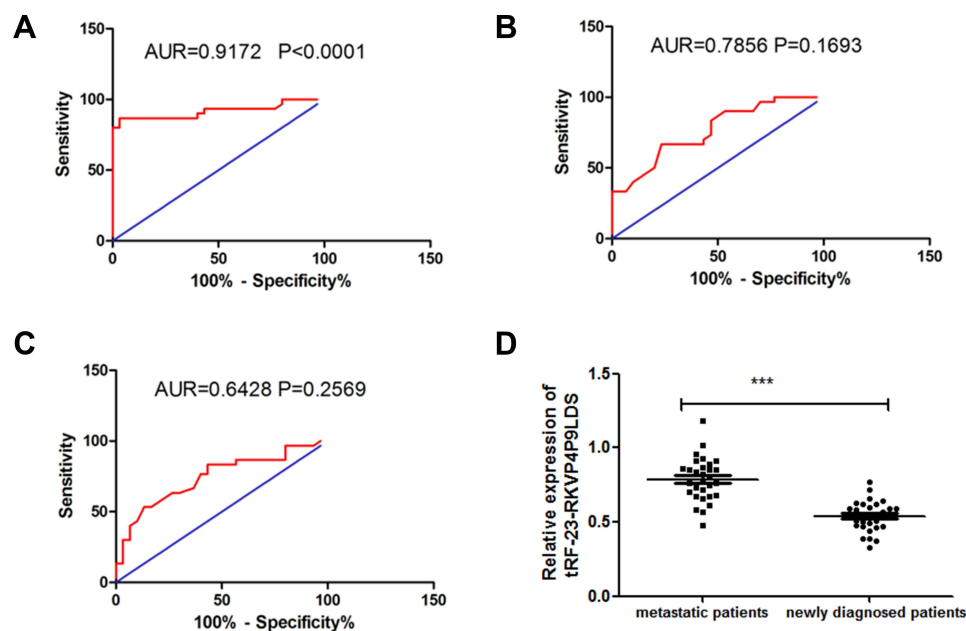 A
AUR=0.9172 P<0.0001
150
100
50
0
Sensitivity
0 50 100 150
100% - Specificity%
B
AUR=0.7856 P=0.1693
150
100
50
0
Sensitivity
0 50 100 150
100% - Specificity%
C
AUR=0.6428 P=0.2569
150
100
50
0
Sensitivity
0 50 100 150
100% - Specificity%
D
***
1.5
1.0
0.5
0.0
Relative expression of
tRF-23-RKVP4P9LDS
metastatic patients newly diagnosed patients